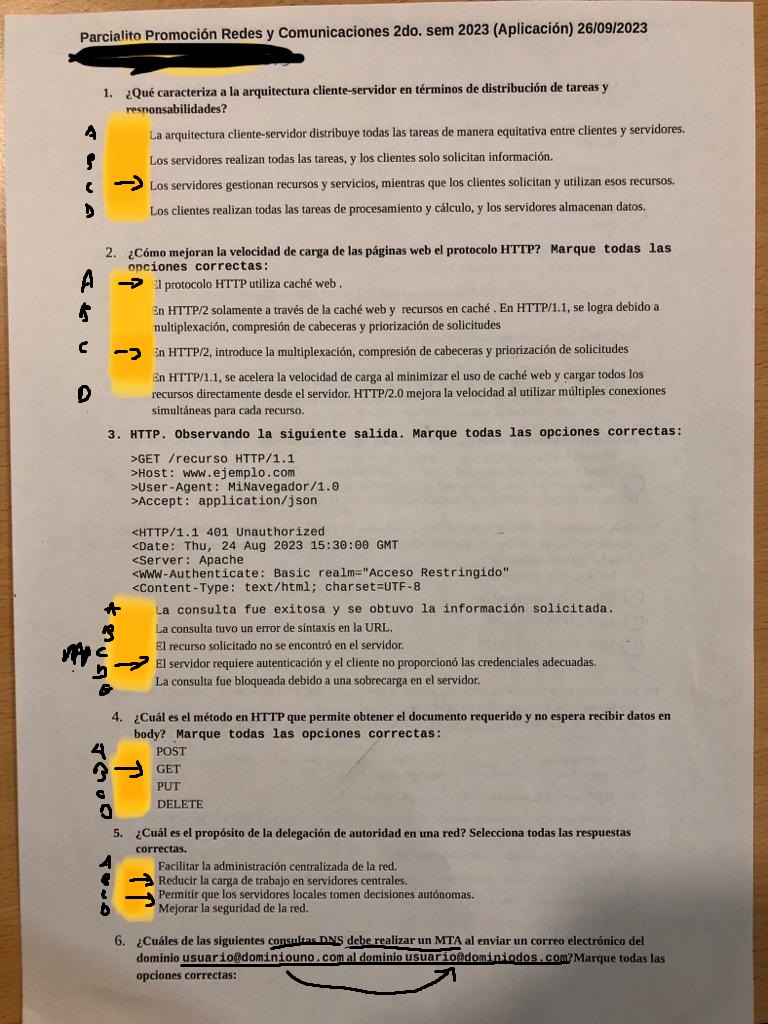 Parcialito Promoción Redes y Comunicaciones 2do. sem 2023 (Aplicación) 26/09/2023
1. ¿Qué caracteriza a la arquitectura cliente-servidor en términos de distribución de tareas y
responsabilidades?
A La arquitectura cliente-servidor distribuye todas las tareas de manera equitativa entre clientes y servidores.
B Los servidores realizan todas las tareas, y los clientes solo solicitan información.
C → Los servidores gestionan recursos y servicios, mientras que los clientes solicitan y utilizan esos recursos.
D Los clientes realizan todas las tareas de procesamiento y cálculo, y los servidores almacenan datos.
2. ¿Cómo mejoran la velocidad de carga de las páginas web el protocolo HTTP? Marque todas las
opciones correctas:
A → El protocolo HTTP utiliza caché web .
B En HTTP/2 solamente a través de la caché web y recursos en caché . En HTTP/1.1, se logra debido a
multiplexación, compresión de cabeceras y priorización de solicitudes
C → En HTTP/2, introduce la multiplexación, compresión de cabeceras y priorización de solicitudes
En HTTP/1.1, se acelera la velocidad de carga al minimizar el uso de caché web y cargar todos los
D recursos directamente desde el servidor. HTTP/2.0 mejora la velocidad al utilizar múltiples conexiones
simultáneas para cada recurso.
3. HTTP. Observando la siguiente salida. Marque todas las opciones correctas:
>GET /recurso HTTP/1.1
>Host: www.ejemplo.com
>User-Agent: MiNavegador/1.0
>Accept: application/json
<HTTP/1.1 401 Unauthorized
<Date: Thu, 24 Aug 2023 15:30:00 GMT
<Server: Apache
<WWW-Authenticate: Basic realm="Acceso Restringido"
<Content-Type: text/html; charset=UTF-8
A La consulta fue exitosa y se obtuvo la información solicitada.
B La consulta tuvo un error de sintaxis en la URL.
C El recurso solicitado no se encontró en el servidor.
D → El servidor requiere autenticación y el cliente no proporcionó las credenciales adecuadas.
E La consulta fue bloqueada debido a una sobrecarga en el servidor.
4. ¿Cuál es el método en HTTP que permite obtener el documento requerido y no espera recibir datos en
body? Marque todas las opciones correctas:
A POST
B → GET
C PUT
D DELETE
5. ¿Cuál es el propósito de la delegación de autoridad en una red? Selecciona todas las respuestas
correctas.
A Facilitar la administración centralizada de la red.
B → Reducir la carga de trabajo en servidores centrales.
C → Permitir que los servidores locales tomen decisiones autónomas.
D Mejorar la seguridad de la red.
6. ¿Cuáles de las siguientes consultas DNS debe realizar un MTA al enviar un correo electrónico del
dominio usuario@dominiouno.com al dominio usuario@dominiodos.com?Marque todas las
opciones correctas: